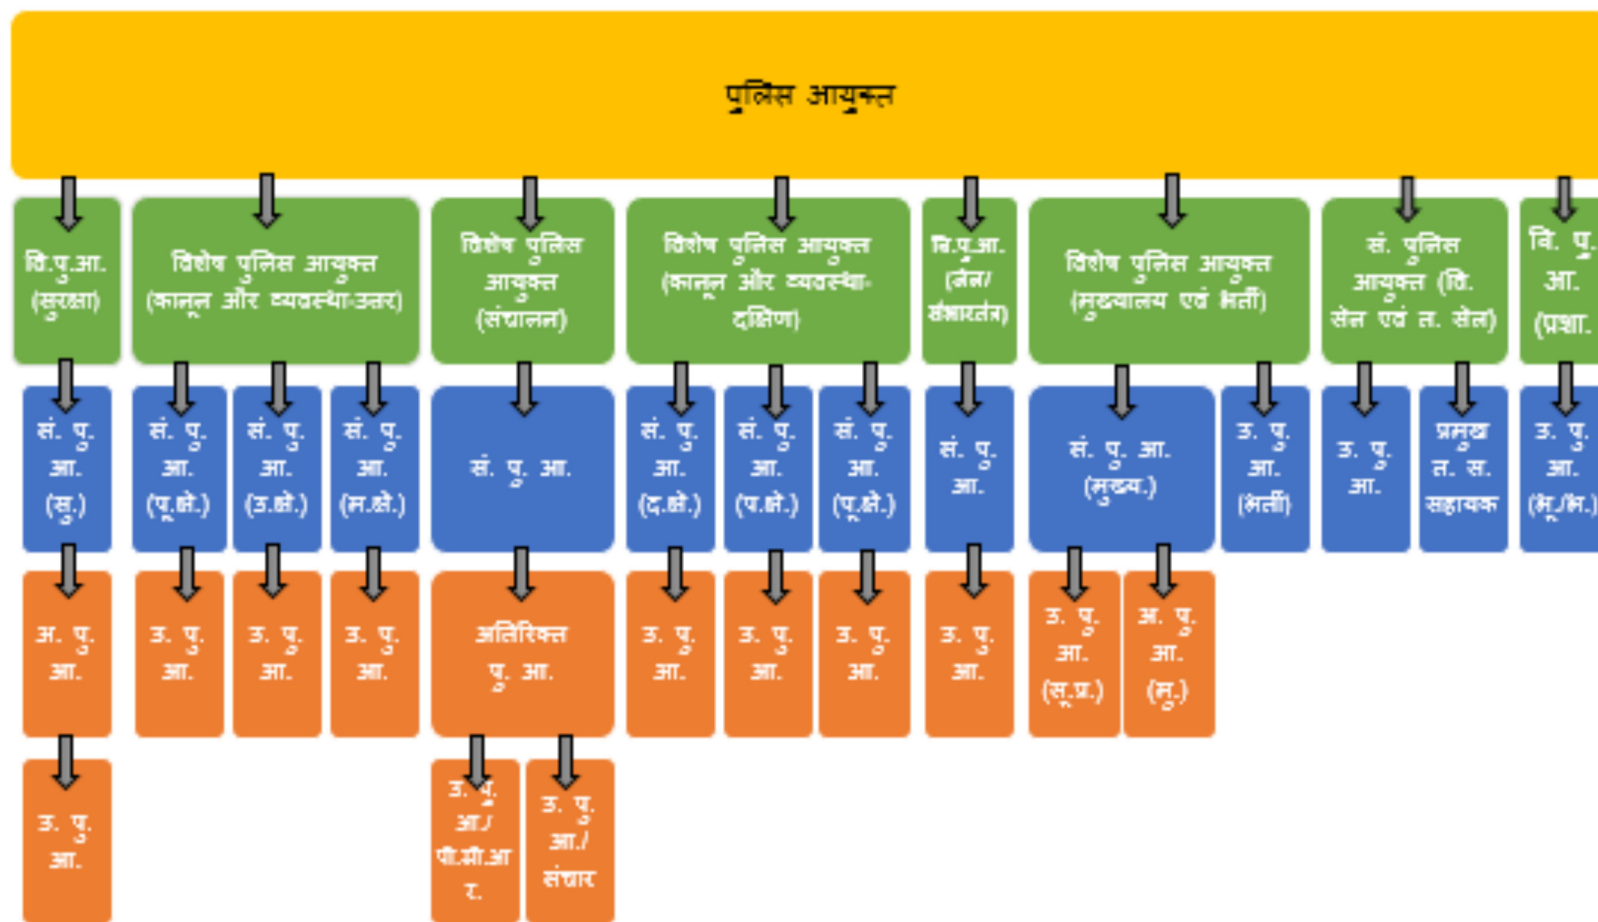 पुलिस आयुक्त
वि.पु.आ.
(सुरक्षा)
विशेष पुलिस आयुक्त
(कानून और व्यवस्था-उत्तर)
विशेष पुलिस
आयुक्त
(संचालन)
विशेष पुलिस आयुक्त
(कानून और व्यवस्था-
दक्षिण)
वि.पु.आ.
विशेष पुलिस आयुक्त
(मुख्यालय एवं भर्ती)
सं. पुलिस
आयुक्त (वि.
सेल एवं त. सेल)
वि. पु.
आ.
(प्रशा.
सं. पु.
आ.
(सु.)
सं. पु.
आ.
(पू.क्षे.)
सं. पु.
आ.
(उ.क्षे.)
सं. पु.
आ.
(म.क्षे.)
सं. पु. आ.
सं. पु.
आ.
(द.क्षे.)
सं. पु.
आ.
(प.क्षे.)
सं. पु.
आ.
(पू.क्षे.)
सं. पु.
आ.
सं. पु. आ.
(मुख्य.)
उ. पु.
आ.
(भर्ती)
उ. पु.
आ.
प्रमुख
त. स.
सहायक
उ. पु.
आ.
(भू./भ.)
अ. पु.
आ.
उ. पु.
आ.
उ. पु.
आ.
उ. पु.
आ.
अतिरिक्त
पु. आ.
उ. पु.
आ.
उ. पु.
आ.
उ. पु.
आ.
उ. पु.
आ.
उ. पु.
आ.
(सू.प्र.)
अ. पु.
आ.
(मु.)
उ. पु.
आ.
उ. पु.
आ./
पी.सी.आ
र.
उ. पु.
आ./
संचार